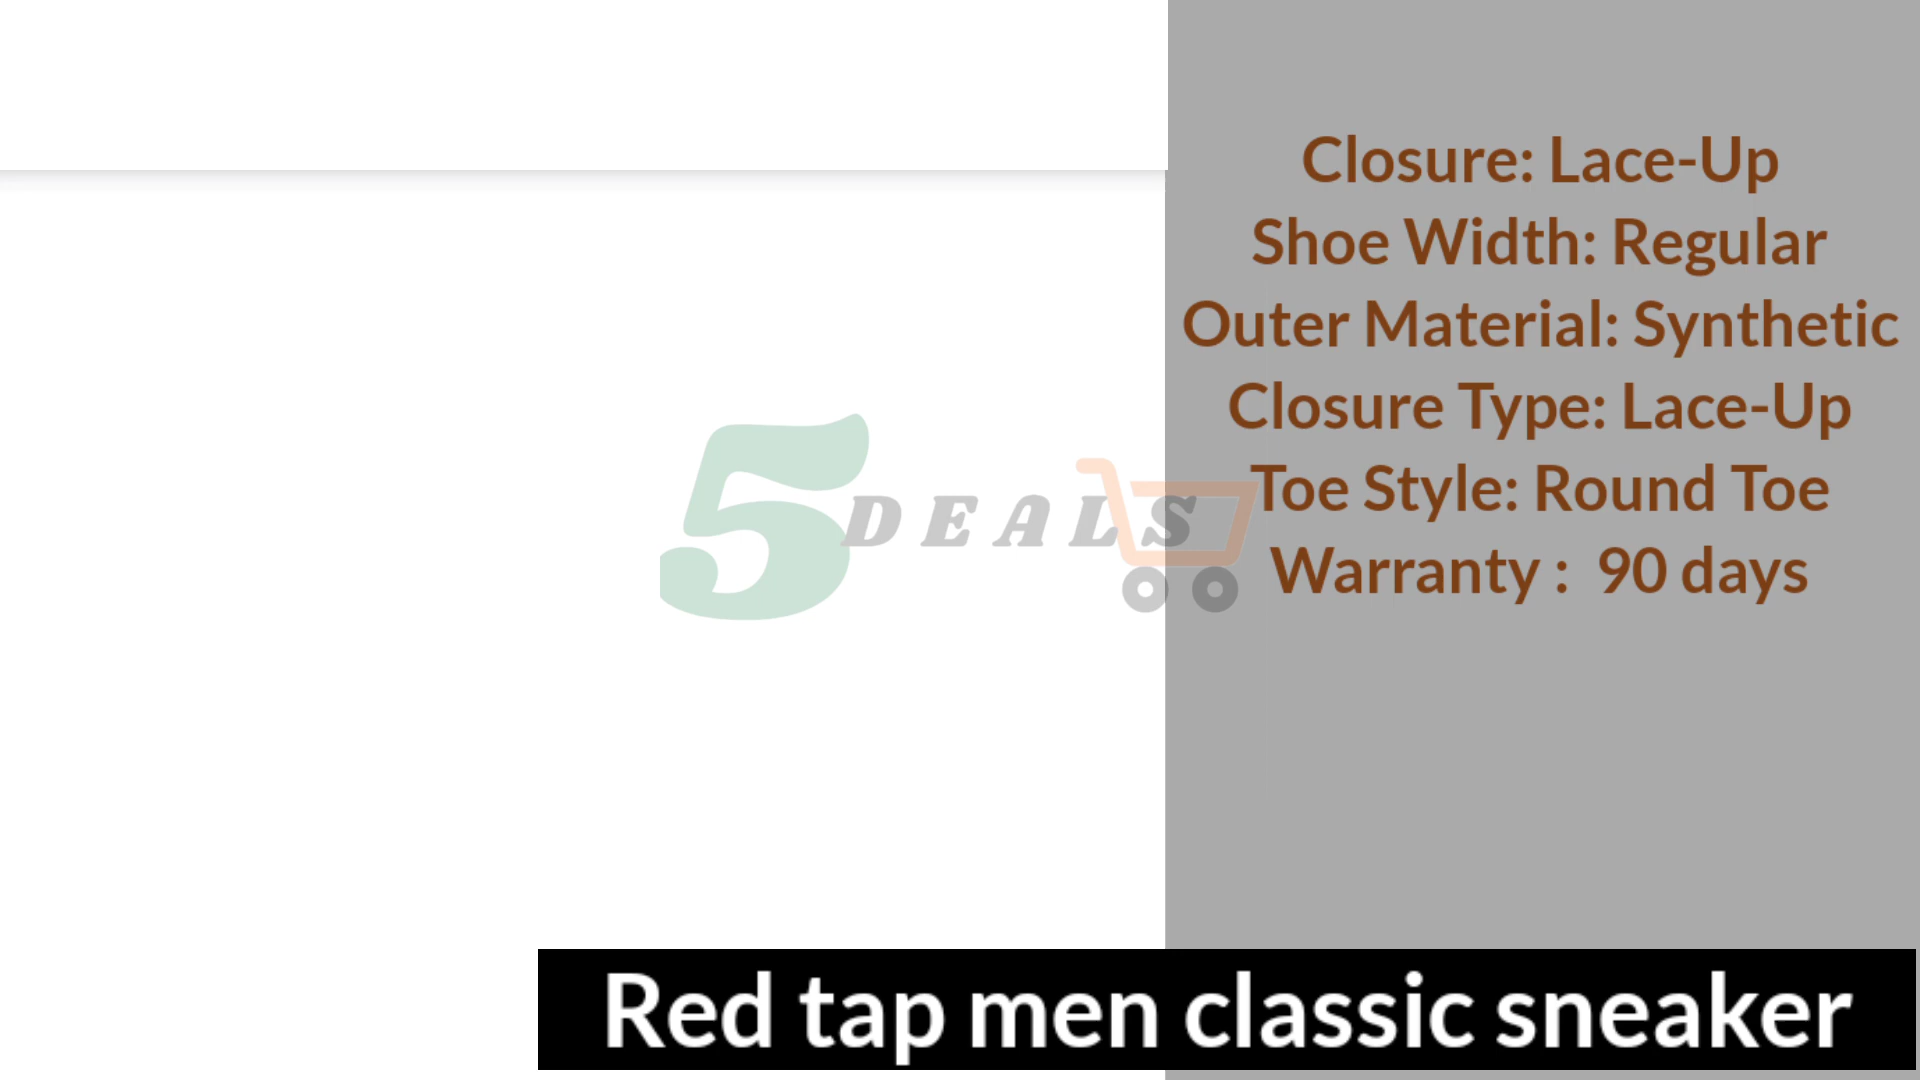 Closure: Lace-Up
Shoe Width: Regular
Outer Material: Synthetic
Closure Type: Lace-Up
Toe Style: Round Toe
Warranty :  90 days
5 DEALS
Red tap men classic sneaker